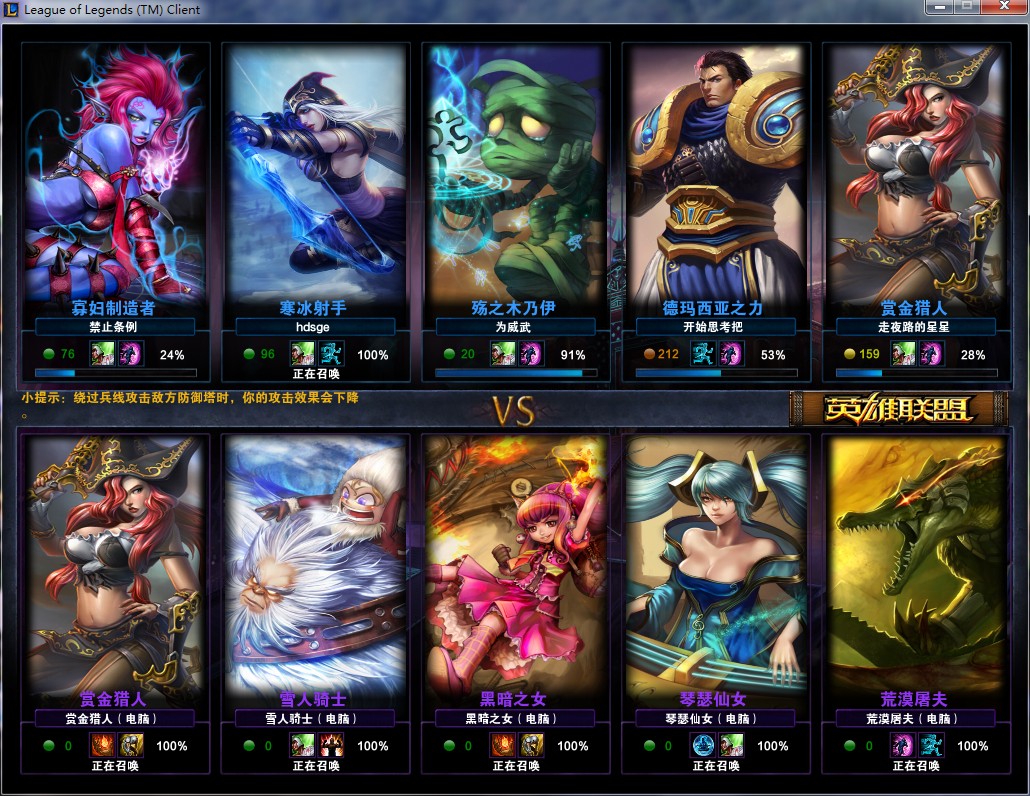 League of Legends (TM) Client
寡妇制造者
禁止条例
76
24%
寒冰射手
hdsge
96
100%
正在召唤
殇之木乃伊
为威武
20
91%
德玛西亚之力
开始思考把
212
53%
赏金猎人
走夜路的星星
159
28%
小提示：绕过兵线攻击敌方防御塔时，你的攻击效果会下降
。
VS
英雄联盟
赏金猎人
赏金猎人（电脑）
0
100%
正在召唤
雪人骑士
雪人骑士（电脑）
0
100%
正在召唤
黑暗之女
黑暗之女（电脑）
0
100%
正在召唤
琴瑟仙女
琴瑟仙女（电脑）
0
100%
正在召唤
荒漠屠夫
荒漠屠夫（电脑）
0
100%
正在召唤